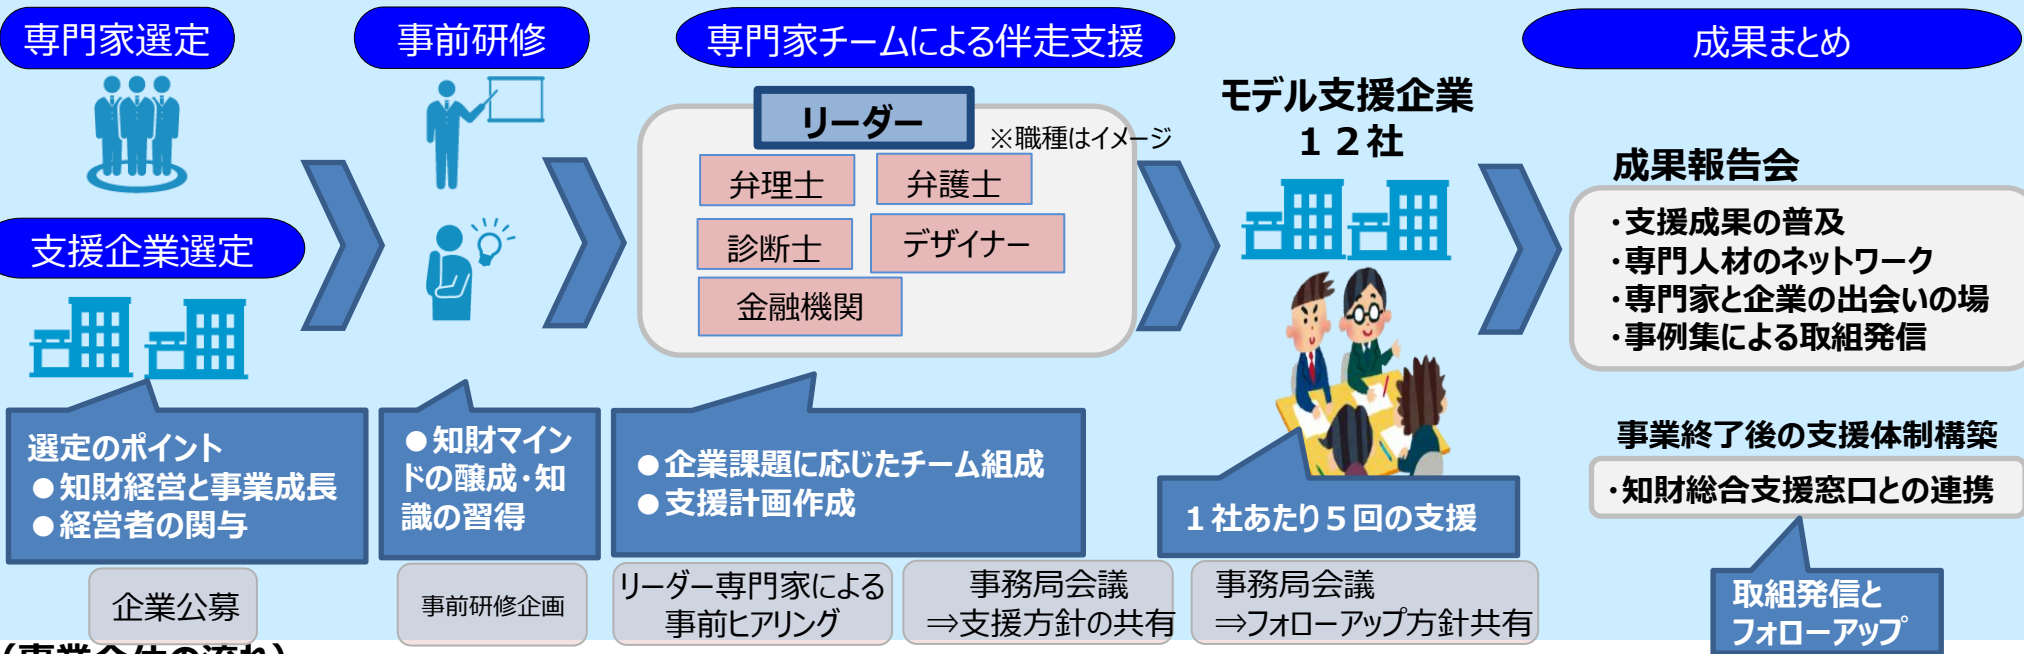 専門家選定
事前研修
専門家チームによる伴走支援
成果まとめ
支援企業選定
リーダー
※職種はイメージ
弁理士
弁護士
診断士
デザイナー
金融機関
モデル支援企業
１２社
成果報告会
・支援成果の普及
・専門人材のネットワーク
・専門家と企業の出会いの場
・事例集による取組発信
事業終了後の支援体制構築
・知財総合支援窓口との連携
選定のポイント
●知財経営と事業成長
●経営者の関与
●知財マイン
ドの醸成・知
識の習得
●企業課題に応じたチーム組成
●支援計画作成
１社あたり５回の支援
取組発信と
フォローアップ
企業公募
事前研修企画
リーダー専門家による
事前ヒアリング
事務局会議
⇒支援方針の共有
事務局会議
⇒フォローアップ方針共有
（事業全体の流れ）